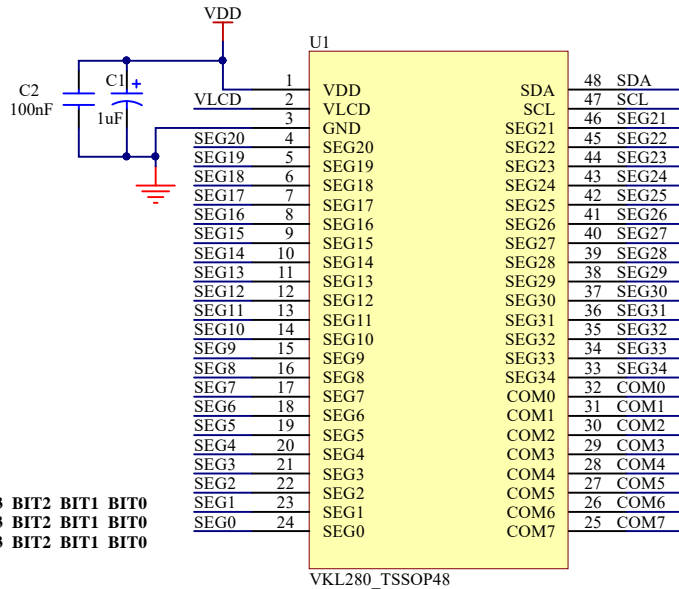 VDD
U1
C2
100nF
C1
+
1uF
1 VDD SDA 48 SDA
VLCD 2 VLCD SCL 47 SCL
3 GND SEG21 46 SEG21
SEG20 4 SEG20 SEG22 45 SEG22
SEG19 5 SEG19 SEG23 44 SEG23
SEG18 6 SEG18 SEG24 43 SEG24
SEG17 7 SEG17 SEG25 42 SEG25
SEG16 8 SEG16 SEG26 41 SEG26
SEG15 9 SEG15 SEG27 40 SEG27
SEG14 10 SEG14 SEG28 39 SEG28
SEG13 11 SEG13 SEG29 38 SEG29
SEG12 12 SEG12 SEG30 37 SEG30
SEG11 13 SEG11 SEG31 36 SEG31
SEG10 14 SEG10 SEG32 35 SEG32
SEG9 15 SEG9 SEG33 34 SEG33
SEG8 16 SEG8 SEG34 33 SEG34
SEG7 17 SEG7 COM0 32 COM0
SEG6 18 SEG6 COM1 31 COM1
SEG5 19 SEG5 COM2 30 COM2
SEG4 20 SEG4 COM3 29 COM3
SEG3 21 SEG3 COM4 28 COM4
SEG2 22 SEG2 COM5 27 COM5
SEG1 23 SEG1 COM6 26 COM6
SEG0 24 SEG0 COM7 25 COM7
BIT2 BIT1 BIT0
BIT2 BIT1 BIT0
BIT2 BIT1 BIT0
VKL280_TSSOP48